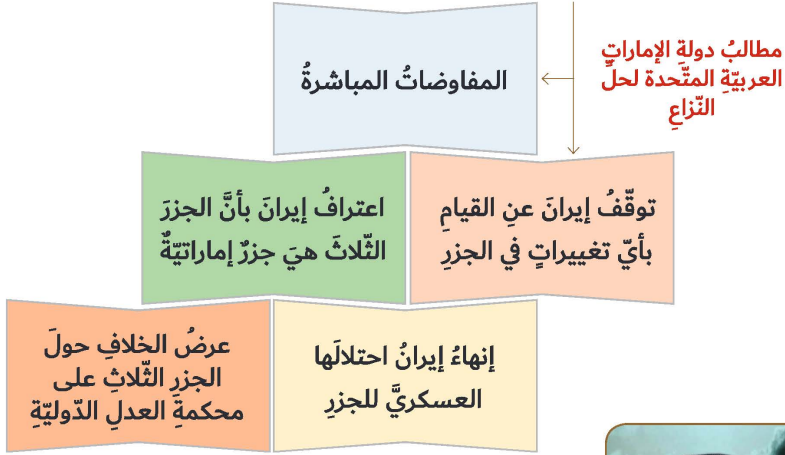 مطالبُ دولةِ الإماراتِ
العربيّةِ المتّحدة لحلِّ
النّزاعِ
المفاوضاتُ المباشرةُ
توقّفُ إيرانَ عنِ القيامِ
بأيّ تغييراتٍ في الجزرِ
اعترافُ إيرانَ بأنَّ الجزرَ
الثّلاثَ هيَ جزرٌ إماراتيّةٌ
إنهاءُ إيرانُ احتلالَها
العسكريَّ للجزرِ
عرضُ الخلافِ حولَ
الجزرِ الثّلاثِ على
محكمةِ العدلِ الدّوليّةِ